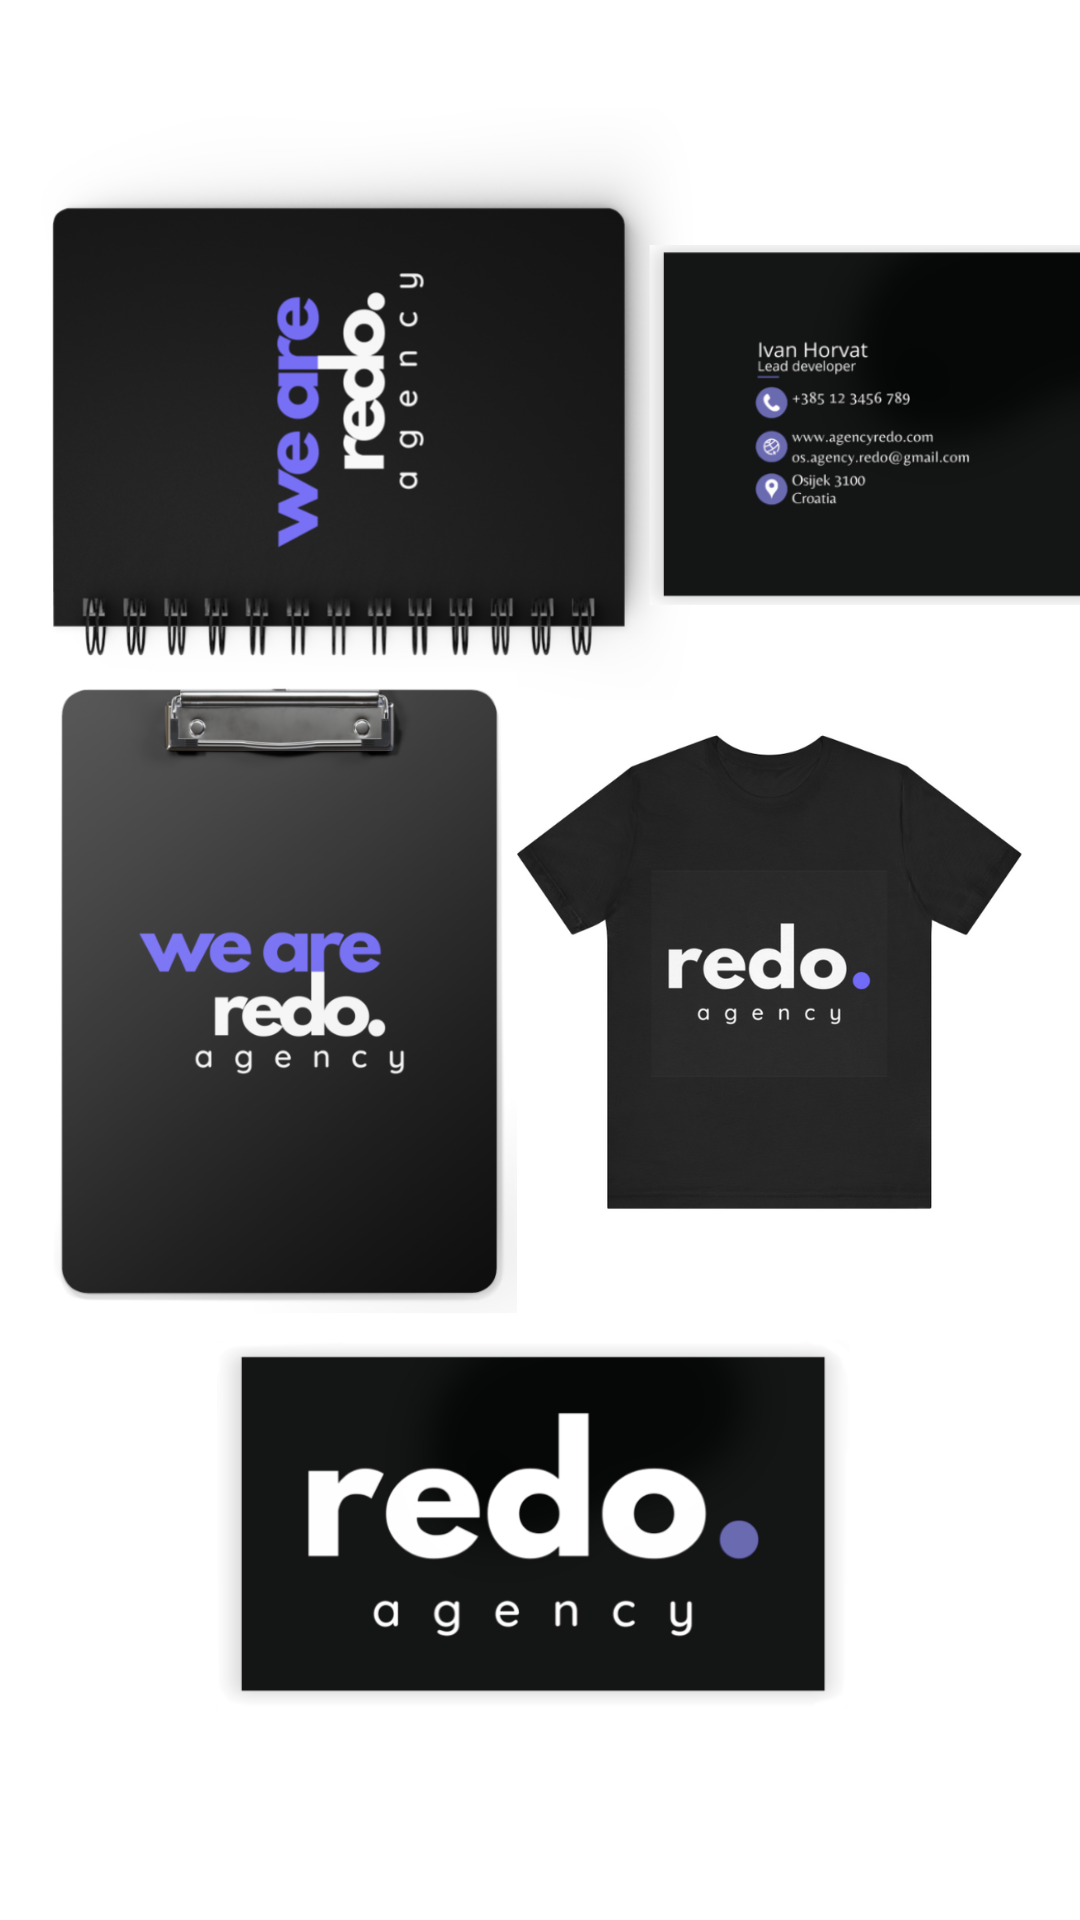 we are
redo.
agency
Ivan Horvat
Lead developer
+385 12 3456 789
www.agencyredo.com
os.agency.redo@gmail.com
Osijek 3100
Croatia
we are
redo.
agency
redo.
agency
redo.
agency